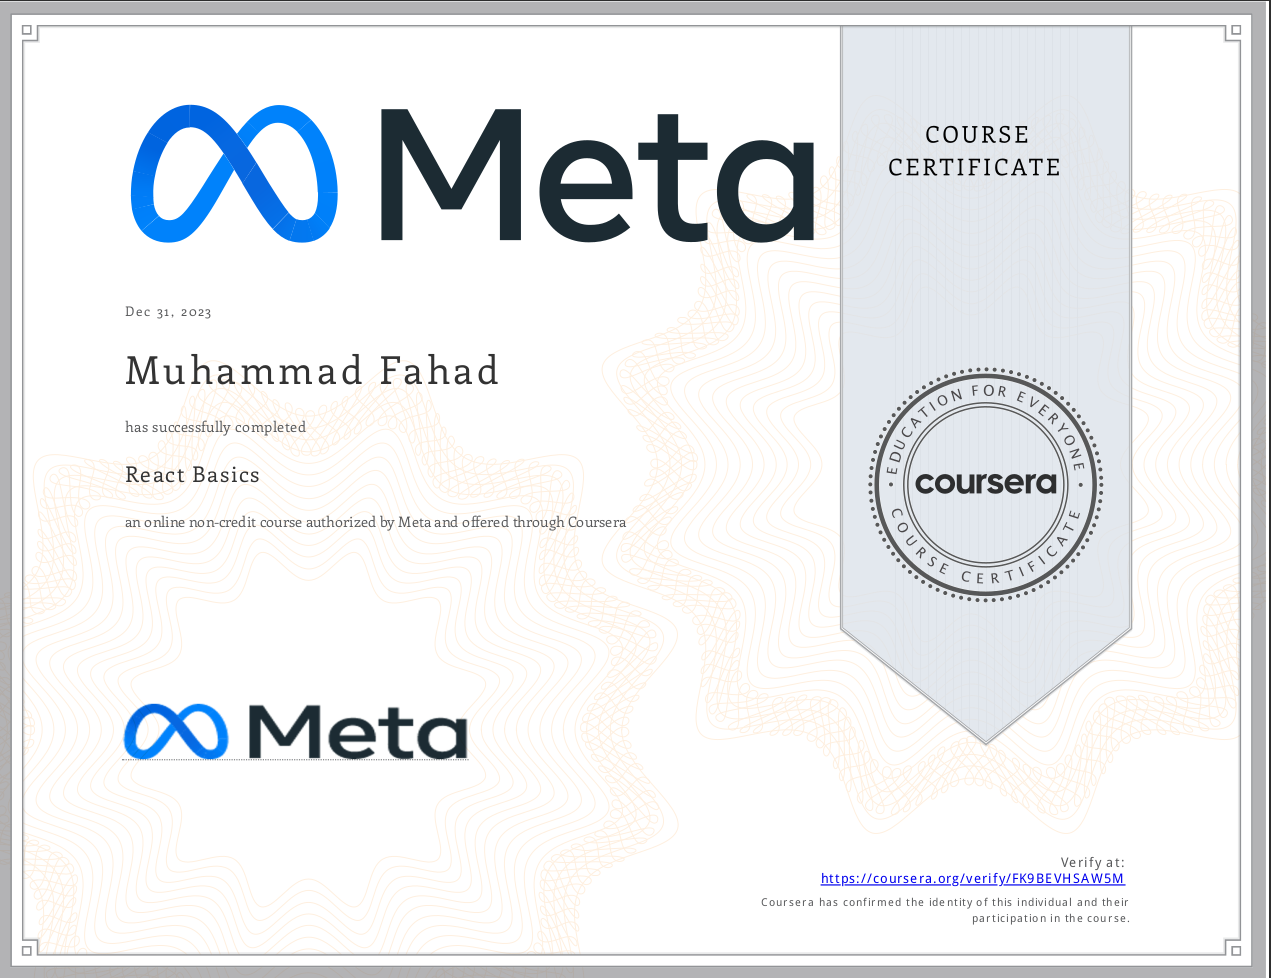 Meta
COURSE
CERTIFICATE
Dec 31, 2023
Muhammad Fahad
has successfully completed
React Basics
an online non-credit course authorized by Meta and offered through Coursera
EDUCATION FOR EVERYONE
coursera
COURSE CERTIFICATE
Meta
Verify at:
https://coursera.org/verify/FK9BEVHSAW5M
Coursera has confirmed the identity of this individual and their
participation in the course.